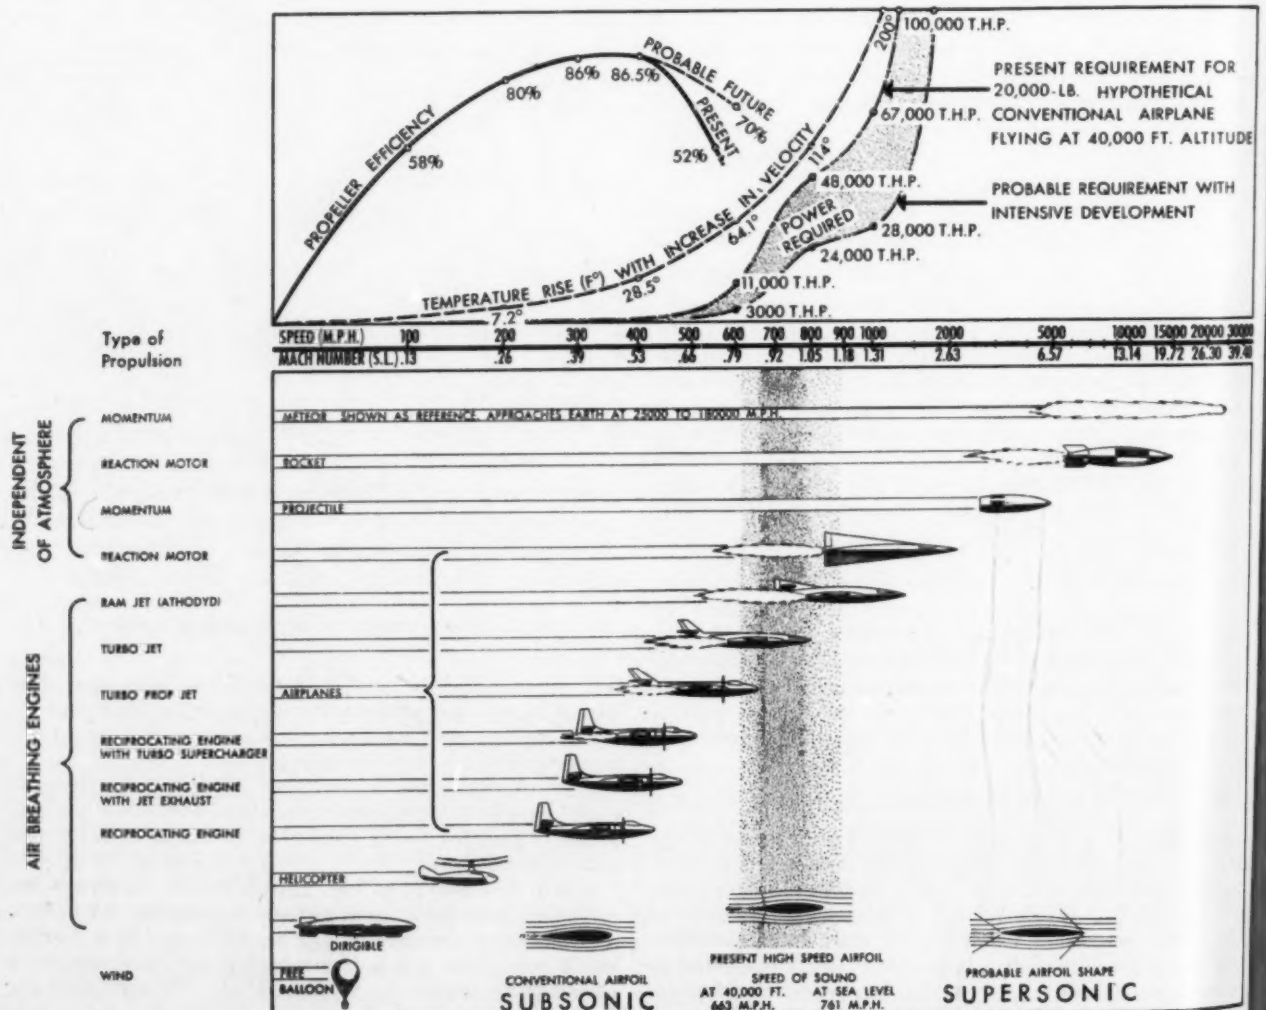 100,000 T.H.P.
200°
PROBABLE FUTURE
PRESENT REQUIREMENT FOR
20,000-LB. HYPOTHETICAL
CONVENTIONAL AIRPLANE
FLYING AT 40,000 FT. ALTITUDE
80%
86%
86.5%
70%
PRESENT
67,000 T.H.P.
PROPELLER EFFICIENCY
58%
52%
114°
48,000 T.H.P.
PROBABLE REQUIREMENT WITH
INTENSIVE DEVELOPMENT
POWER
REQUIRED
28,000 T.H.P.
24,000 T.H.P.
TEMPERATURE RISE (F°) WITH INCREASE IN VELOCITY
7.2°
28.5°
64.1°
11,000 T.H.P.
3000 T.H.P.
Type of
Propulsion
SPEED (M.P.H.) 100 200 300 400 500 600 700 800 900 1000 2000 5000 10000 15000 20000 30000
MACH NUMBER (S.L.) .13 .26 .39 .53 .66 .79 .92 1.05 1.18 1.31 2.63 6.57 13.14 19.72 26.30 39.40
INDEPENDENT
OF ATMOSPHERE
MOMENTUM
METEOR SHOWN AS REFERENCE, APPROACHES EARTH AT 25000 TO 180000 M.P.H.
REACTION MOTOR
ROCKET
MOMENTUM
PROJECTILE
REACTION MOTOR
AIR BREATHING ENGINES
RAM JET (ATHODYD)
TURBO JET
TURBO PROP JET
AIRPLANES
RECIPROCATING ENGINE
WITH TURBO SUPERCHARGER
RECIPROCATING ENGINE
WITH JET EXHAUST
RECIPROCATING ENGINE
HELICOPTER
DIRIGIBLE
WIND
FREE
BALLOON
CONVENTIONAL AIRFOIL
SUBSONIC
PRESENT HIGH SPEED AIRFOIL
SPEED OF SOUND
AT 40,000 FT. AT SEA LEVEL
663 M.P.H. 761 M.P.H.
PROBABLE AIRFOIL SHAPE
SUPERSONIC